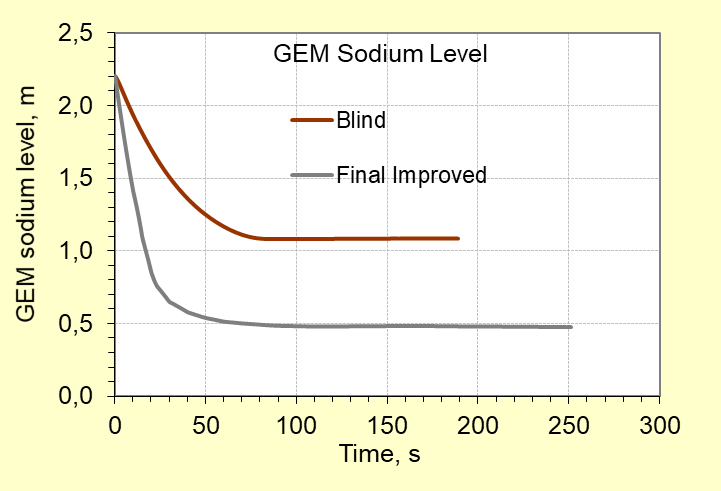 GEM Sodium Level
Blind
Final Improved
GEM sodium level, m
2,5
2,0
1,5
1,0
0,5
0,0
0 50 100 150 200 250 300
Time, s